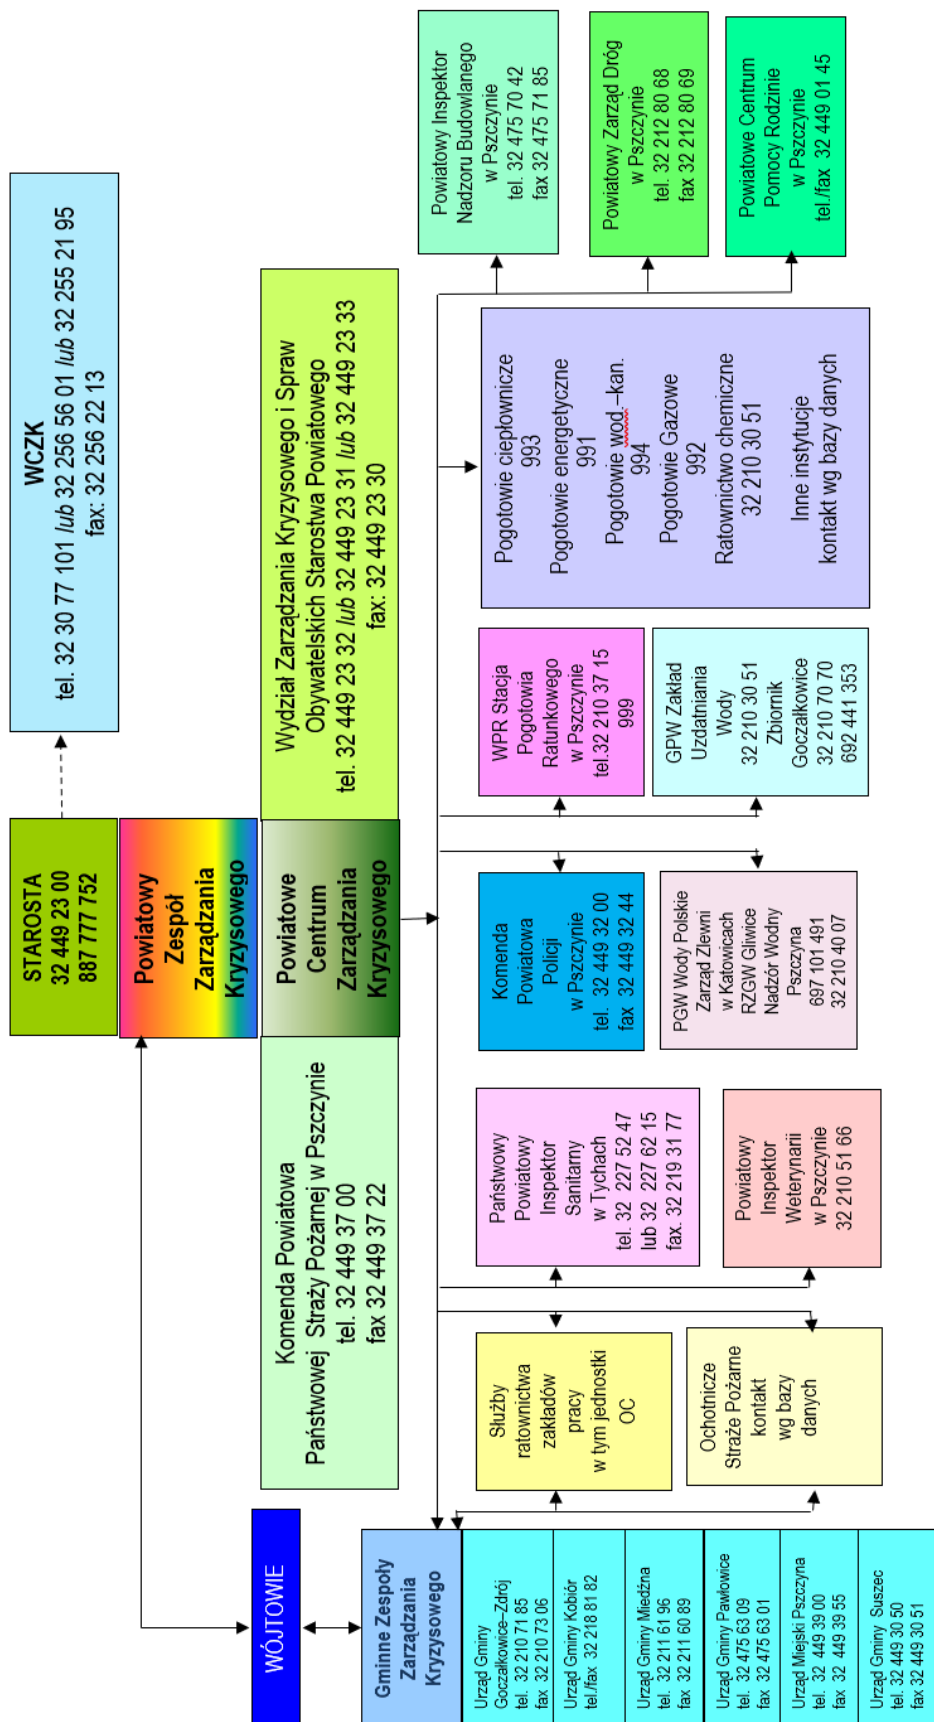 STAROSTA
32 449 23 00
887 777 752
WCZK
tel. 32 30 77 101 lub 32 256 56 01 lub 32 255 21 95
fax: 32 256 22 13
Powiatowy
Zespół
Zarządzania
Kryzysowego
WÓJTOWIE
Komenda Powiatowa
Państwowej Straży Pożarnej w Pszczynie
tel. 32 449 37 00
fax 32 449 37 22
Powiatowe
Centrum
Zarządzania
Kryzysowego
Wydział Zarządzania Kryzysowego i Spraw
Obywatelskich Starostwa Powiatowego
tel. 32 449 23 32 lub 32 449 23 31 lub 32 449 23 33
fax: 32 449 23 30
Gminne Zespoły
Zarządzania
Kryzysowego
Urząd Gminy
Goczałkowice–Zdrój
tel. 32 210 71 85
fax 32 210 73 06
Urząd Gminy Kobiór
tel./fax 32 218 81 82
Urząd Gminy Miedźna
tel. 32 211 61 96
fax 32 211 60 89
Urząd Gminy Pawłowice
tel. 32 475 63 09
fax 32 475 63 01
Urząd Miejski Pszczyna
tel. 32 449 39 00
fax 32 449 39 55
Urząd Gminy Suszec
tel. 32 449 30 50
fax 32 449 30 51
Służby
ratownictwa
zakładów
pracy
w tym jednostki
OC
Ochotnicze
Straże Pożarne
kontakt
wg bazy
danych
Państwowy
Powiatowy
Inspektor
Sanitarny
w Tychach
tel. 32 227 52 47
lub 32 227 62 15
fax. 32 219 31 77
Powiatowy
Inspektor
Weterynarii
w Pszczynie
32 210 51 66
Komenda
Powiatowa
Policji
w Pszczynie
tel. 32 449 32 00
fax 32 449 32 44
PGW Wody Polskie
Zarząd Zlewni
w Katowicach
RZGW Gliwice
Nadzór Wodny
Pszczyna
697 101 491
32 210 40 07
WPR Stacja
Pogotowia
Ratunkowego
w Pszczynie
tel.32 210 37 15
999
GPW Zakład
Uzdatniania
Wody
32 210 30 51
Zbiornik
Goczałkowice
32 210 70 70
692 441 353
Pogotowie ciepłownicze
993
Pogotowie energetyczne
991
Pogotowie wod.–kan.
994
Pogotowie Gazowe
992
Ratownictwo chemiczne
32 210 30 51
Inne instytucje
kontakt wg bazy danych
Powiatowy Inspektor
Nadzoru Budowlanego
w Pszczynie
tel. 32 475 70 42
fax 32 475 71 85
Powiatowy Zarząd Dróg
w Pszczynie
tel. 32 212 80 68
fax 32 212 80 69
Powiatowe Centrum
Pomocy Rodzinie
w Pszczynie
tel./fax 32 449 01 45